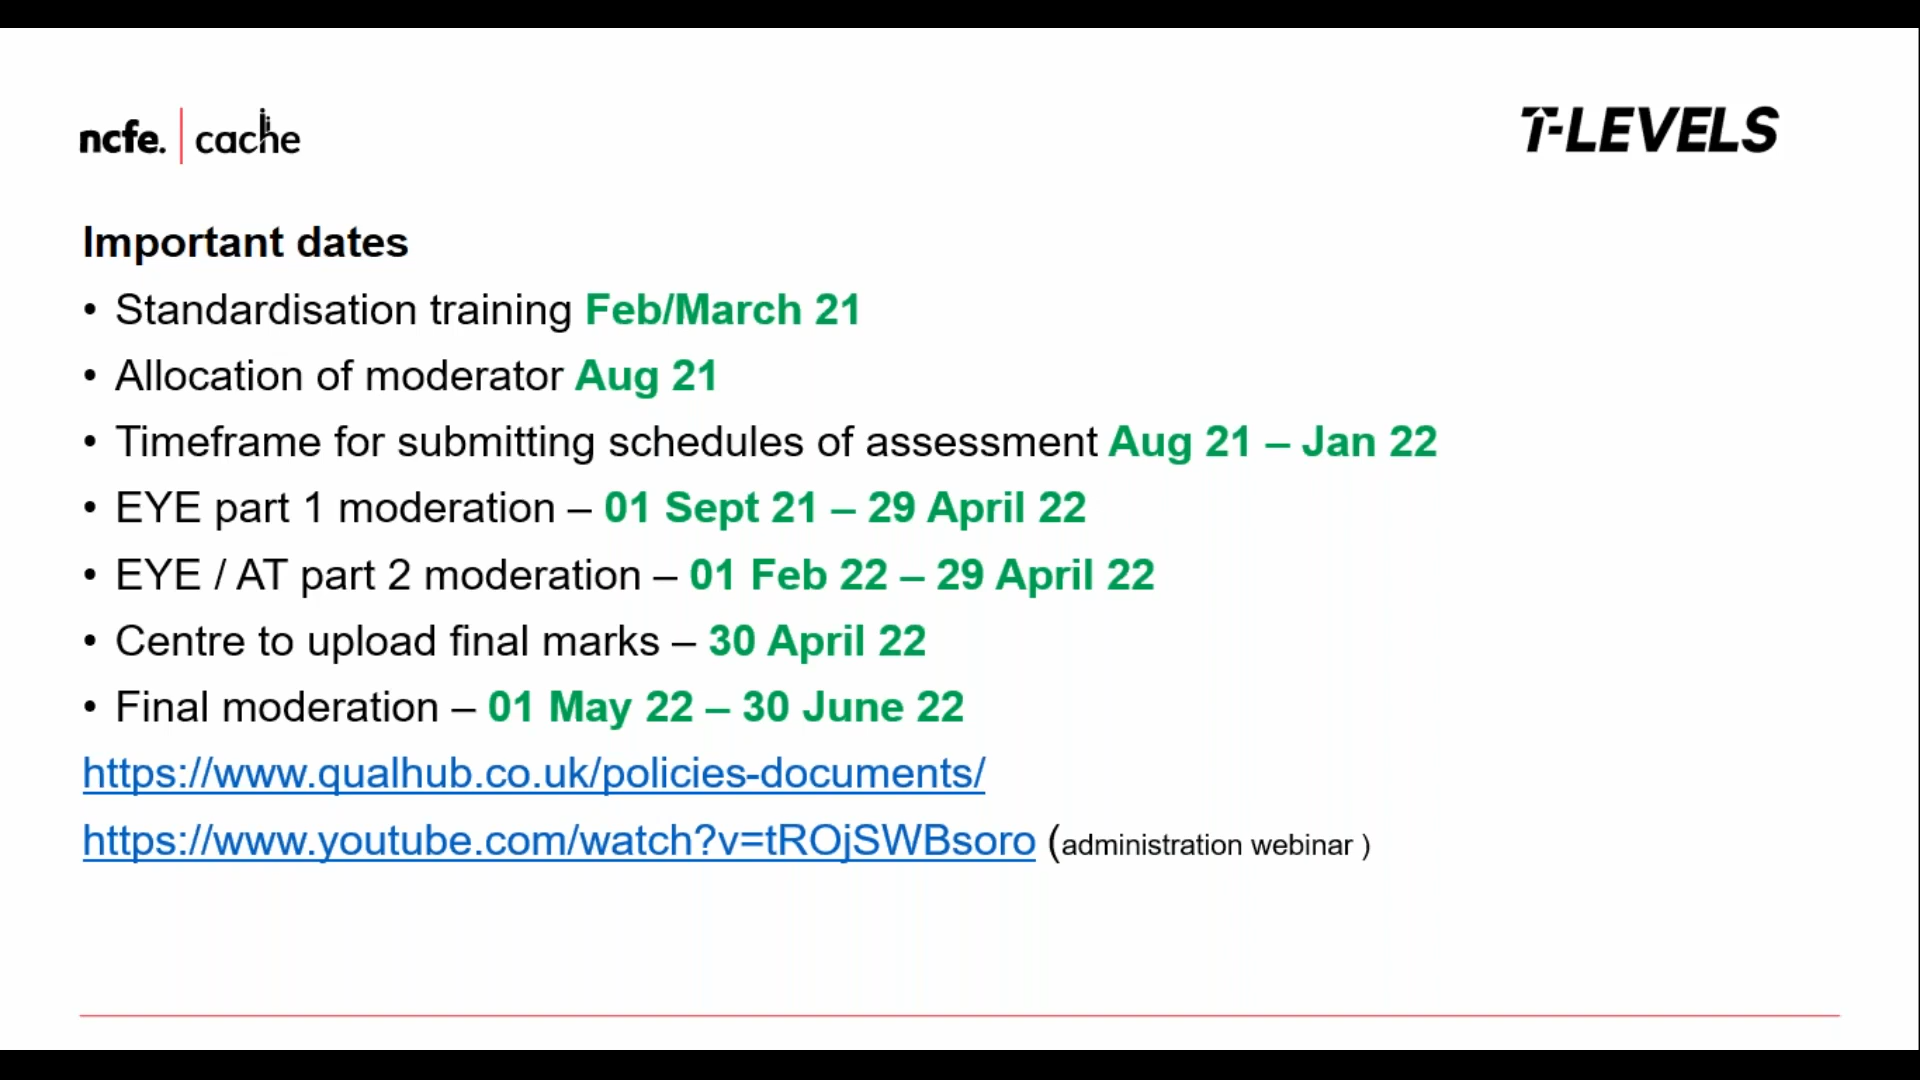 ncfe. cache
T-LEVELS
Important dates
• Standardisation training Feb/March 21
• Allocation of moderator Aug 21
• Timeframe for submitting schedules of assessment Aug 21 – Jan 22
• EYE part 1 moderation – 01 Sept 21 – 29 April 22
• EYE / AT part 2 moderation – 01 Feb 22 – 29 April 22
• Centre to upload final marks – 30 April 22
• Final moderation – 01 May 22 – 30 June 22
https://www.qualhub.co.uk/policies-documents/
https://www.youtube.com/watch?v=tROjSWBsoro (administration webinar )